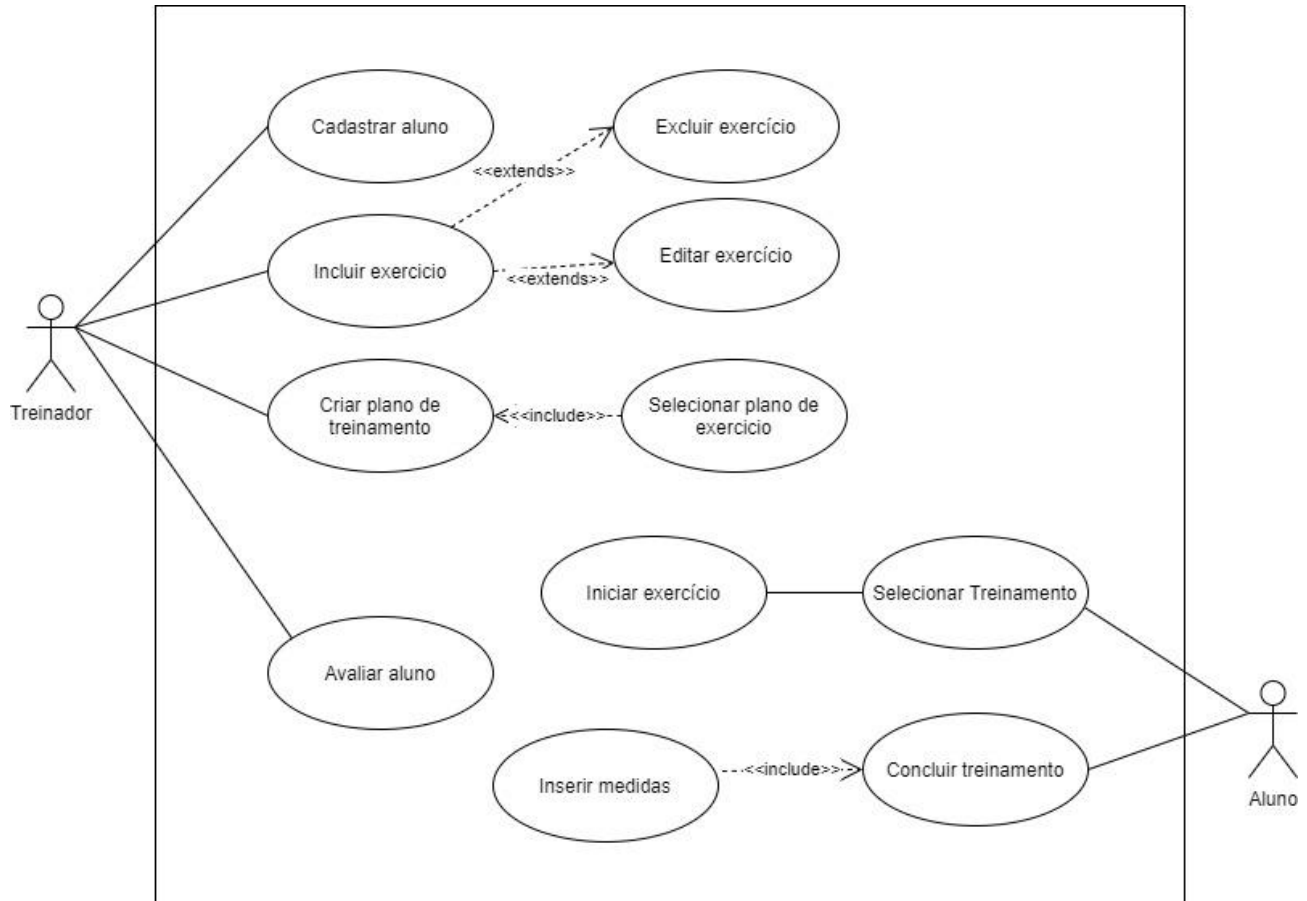 Cadastrar aluno
Excluir exercício
<<extends>>
Incluir exercicio
Editar exercício
<<extends>>
Treinador
Criar plano de
treinamento
<<include>>
Selecionar plano de
exercicio
Iniciar exercício
Selecionar Treinamento
Avaliar aluno
Inserir medidas
<<include>>
Concluir treinamento
Aluno